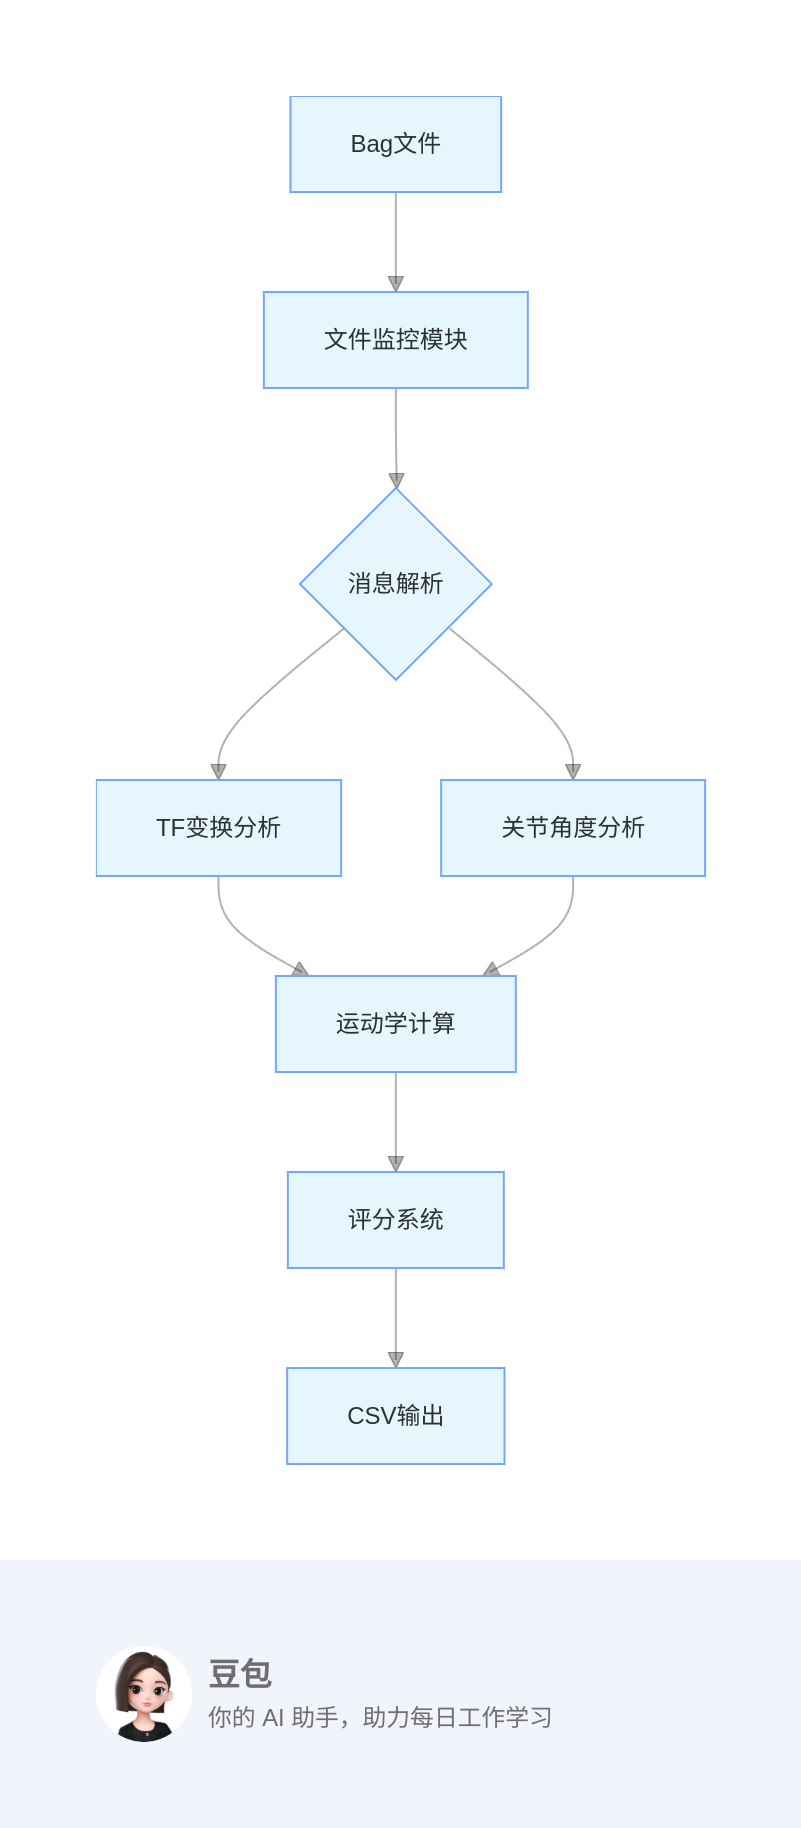 Bag文件
文件监控模块
消息解析
TF变换分析
关节角度分析
运动学计算
评分系统
CSV输出
豆包
你的 AI 助手，助力每日工作学习